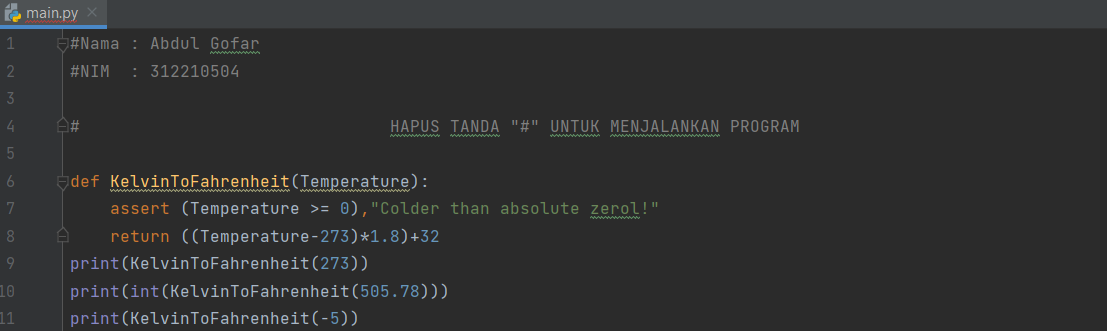 main.py
1 #Nama : Abdul Gofar
2 #NIM  : 312210504
3
4 #                               HAPUS TANDA "#" UNTUK MENJALANKAN PROGRAM
5
6 def KelvinToFahrenheit(Temperature):
7     assert (Temperature >= 0),"Colder than absolute zerol!"
8     return ((Temperature-273)*1.8)+32
9 print(KelvinToFahrenheit(273))
10 print(int(KelvinToFahrenheit(505.78)))
11 print(KelvinToFahrenheit(-5))